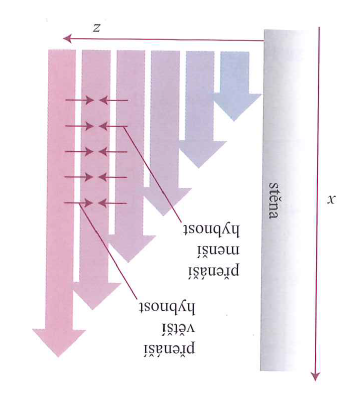 z
stěna
x
přenáší
menší
hybnost
přenáší
větší
hybnost